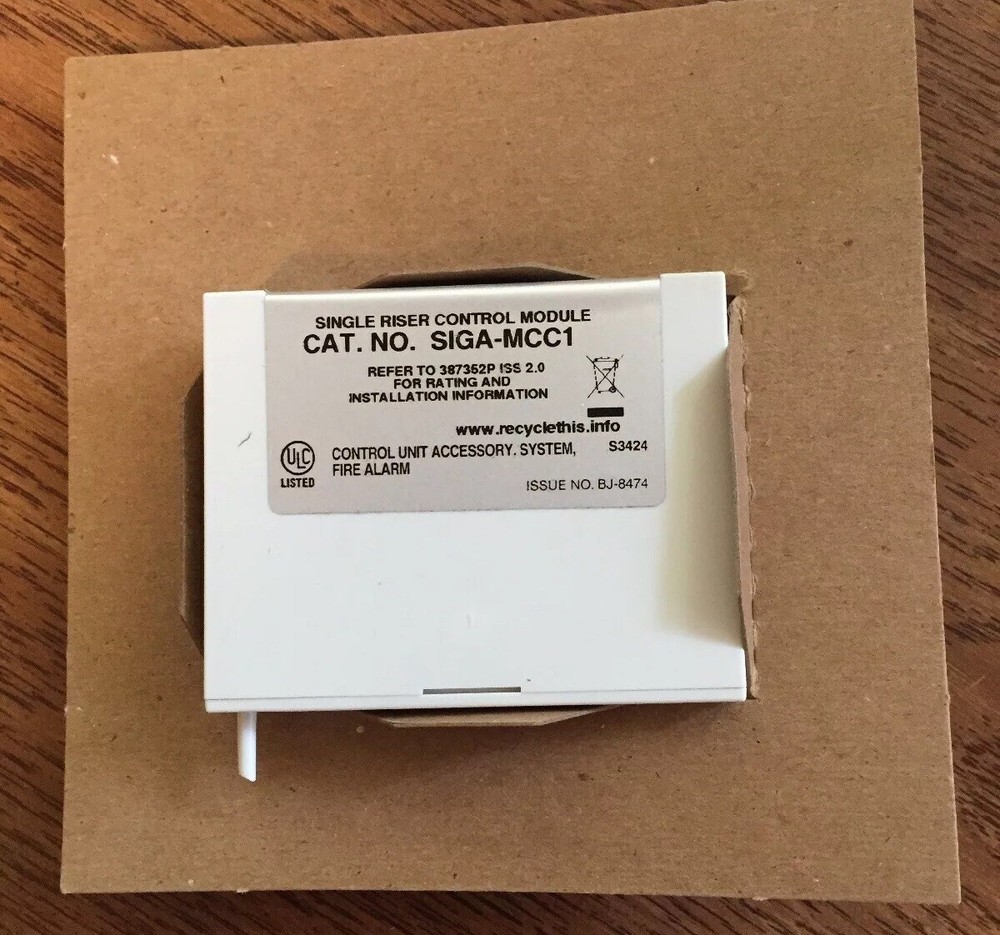 SINGLE RISER CONTROL MODULE
CAT. NO. SIGA-MCC1
REFER TO 387352P ISS 2.0
FOR RATING AND
INSTALLATION INFORMATION
www.recyclethis.info
ULC
LISTED
CONTROL UNIT ACCESSORY. SYSTEM,
FIRE ALARM
S3424
ISSUE NO. BJ-8474